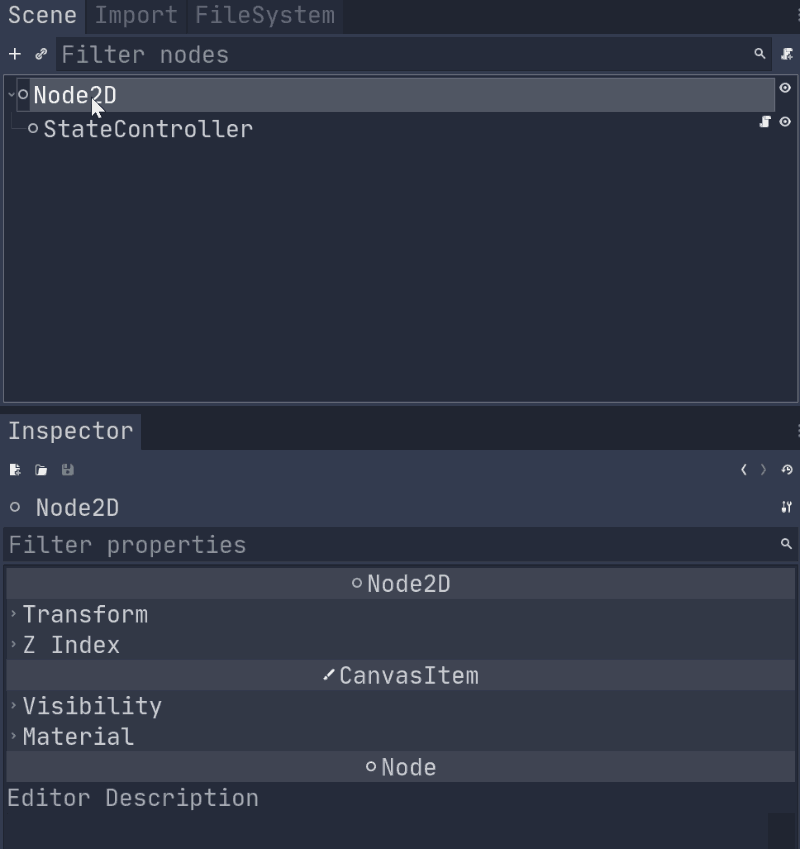 Scene Import FileSystem
Filter nodes
Node2D
StateController
Inspector
Node2D
Filter properties
Node2D
Transform
Z Index
CanvasItem
Visibility
Material
Node
Editor Description